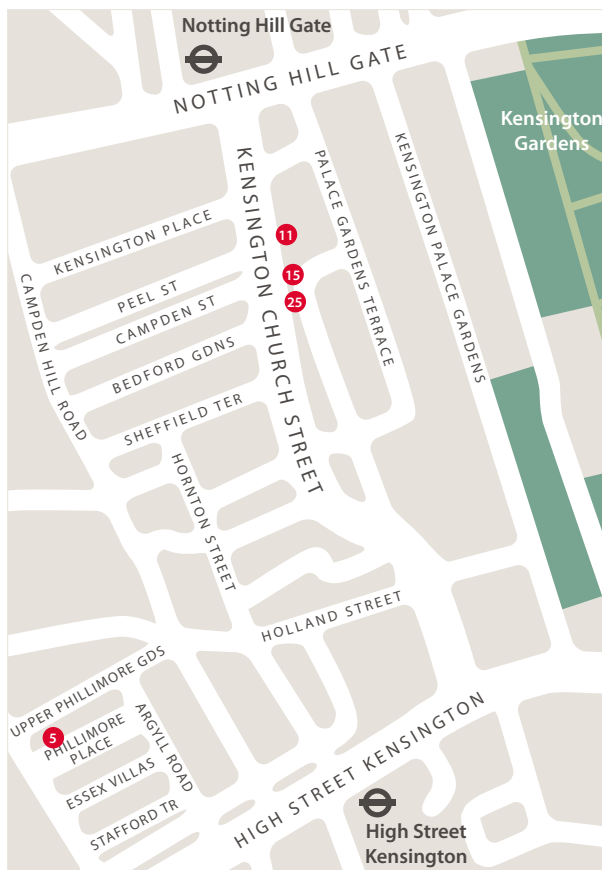 Notting Hill Gate
NOTTING HILL GATE
Kensington
Gardens
KENSINGTON CHURCH STREET
PALACE GARDENS TERRACE
KENSINGTON PALACE GARDENS
KENSINGTON PLACE
11
15
25
PEEL ST
CAMPDEN ST
CAMPDEN HILL ROAD
BEDFORD GDNS
SHEFFIELD TER
HORNTON STREET
HOLLAND STREET
UPPER PHILLIMORE GDS
5
PHILLIMORE
PLACE
ARGYLL ROAD
ESSEX VILLAS
STAFFORD TR
HIGH STREET KENSINGTON
High Street
Kensington